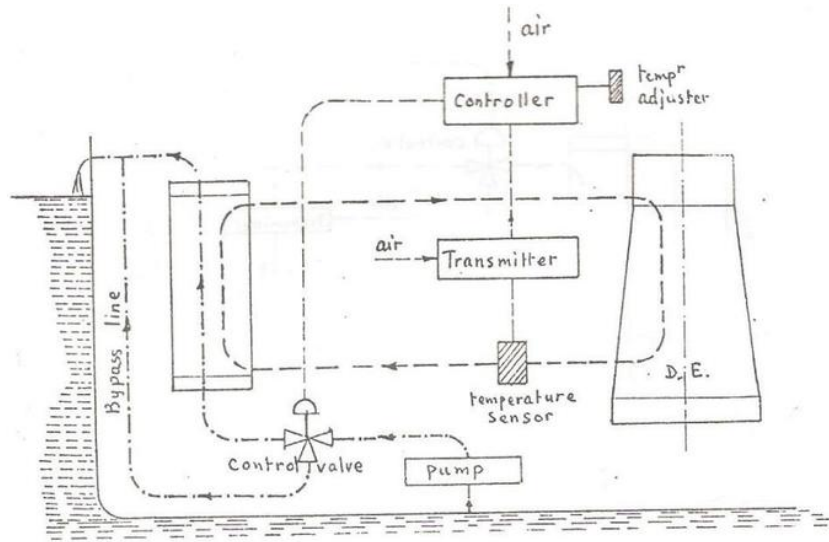 air
Controller
tempʳ
adjuster
air
Transmitter
Bypass line
D.E.
temperature
sensor
Control valve
pump